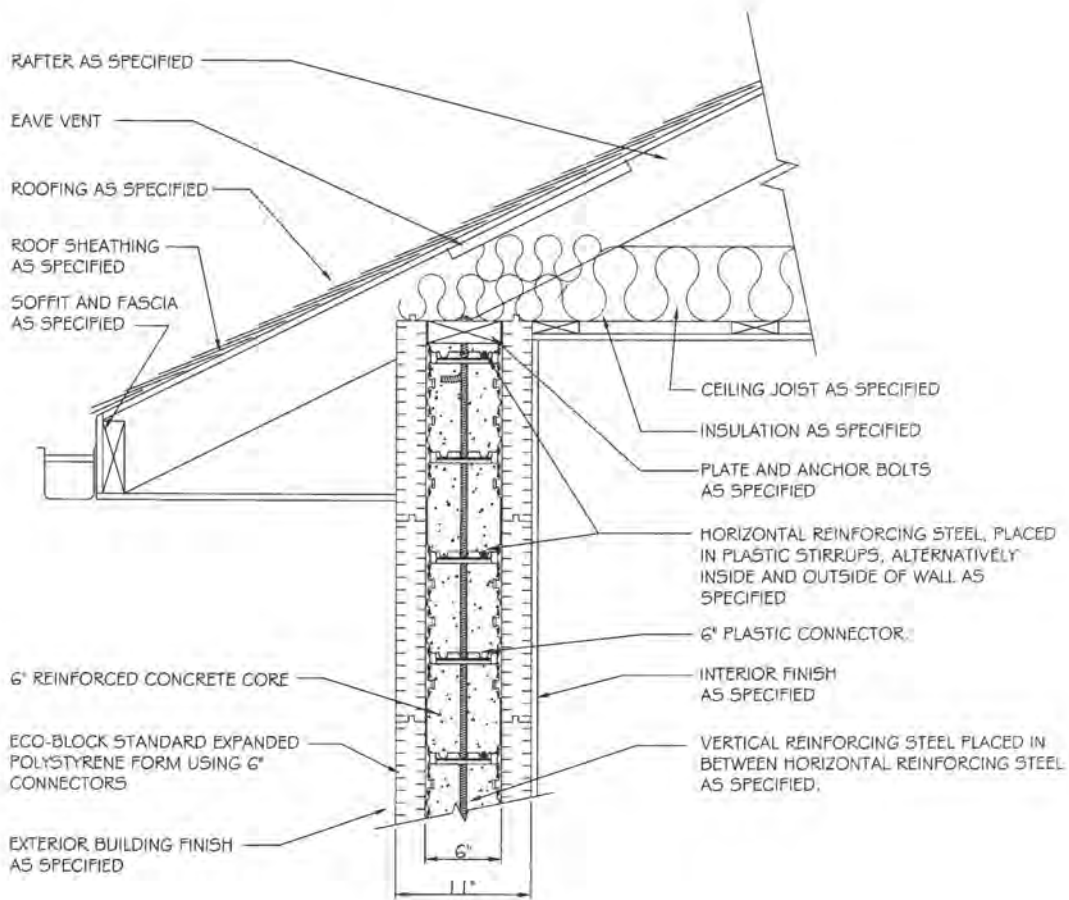 RAFTER AS SPECIFIED
EAVE VENT
ROOFING AS SPECIFIED
ROOF SHEATHING
AS SPECIFIED
SOFFIT AND FASCIA
AS SPECIFIED
6" REINFORCED CONCRETE CORE
ECO-BLOCK STANDARD EXPANDED
POLYSTYRENE FORM USING 6"
CONNECTORS
EXTERIOR BUILDING FINISH
AS SPECIFIED
CEILING JOIST AS SPECIFIED
INSULATION AS SPECIFIED
PLATE AND ANCHOR BOLTS
AS SPECIFIED
HORIZONTAL REINFORCING STEEL, PLACED
IN PLASTIC STIRRUPS, ALTERNATIVELY
INSIDE AND OUTSIDE OF WALL AS
SPECIFIED
6" PLASTIC CONNECTOR.
INTERIOR FINISH
AS SPECIFIED
VERTICAL REINFORCING STEEL PLACED IN
BETWEEN HORIZONTAL REINFORCING STEEL
AS SPECIFIED.
6"
11"